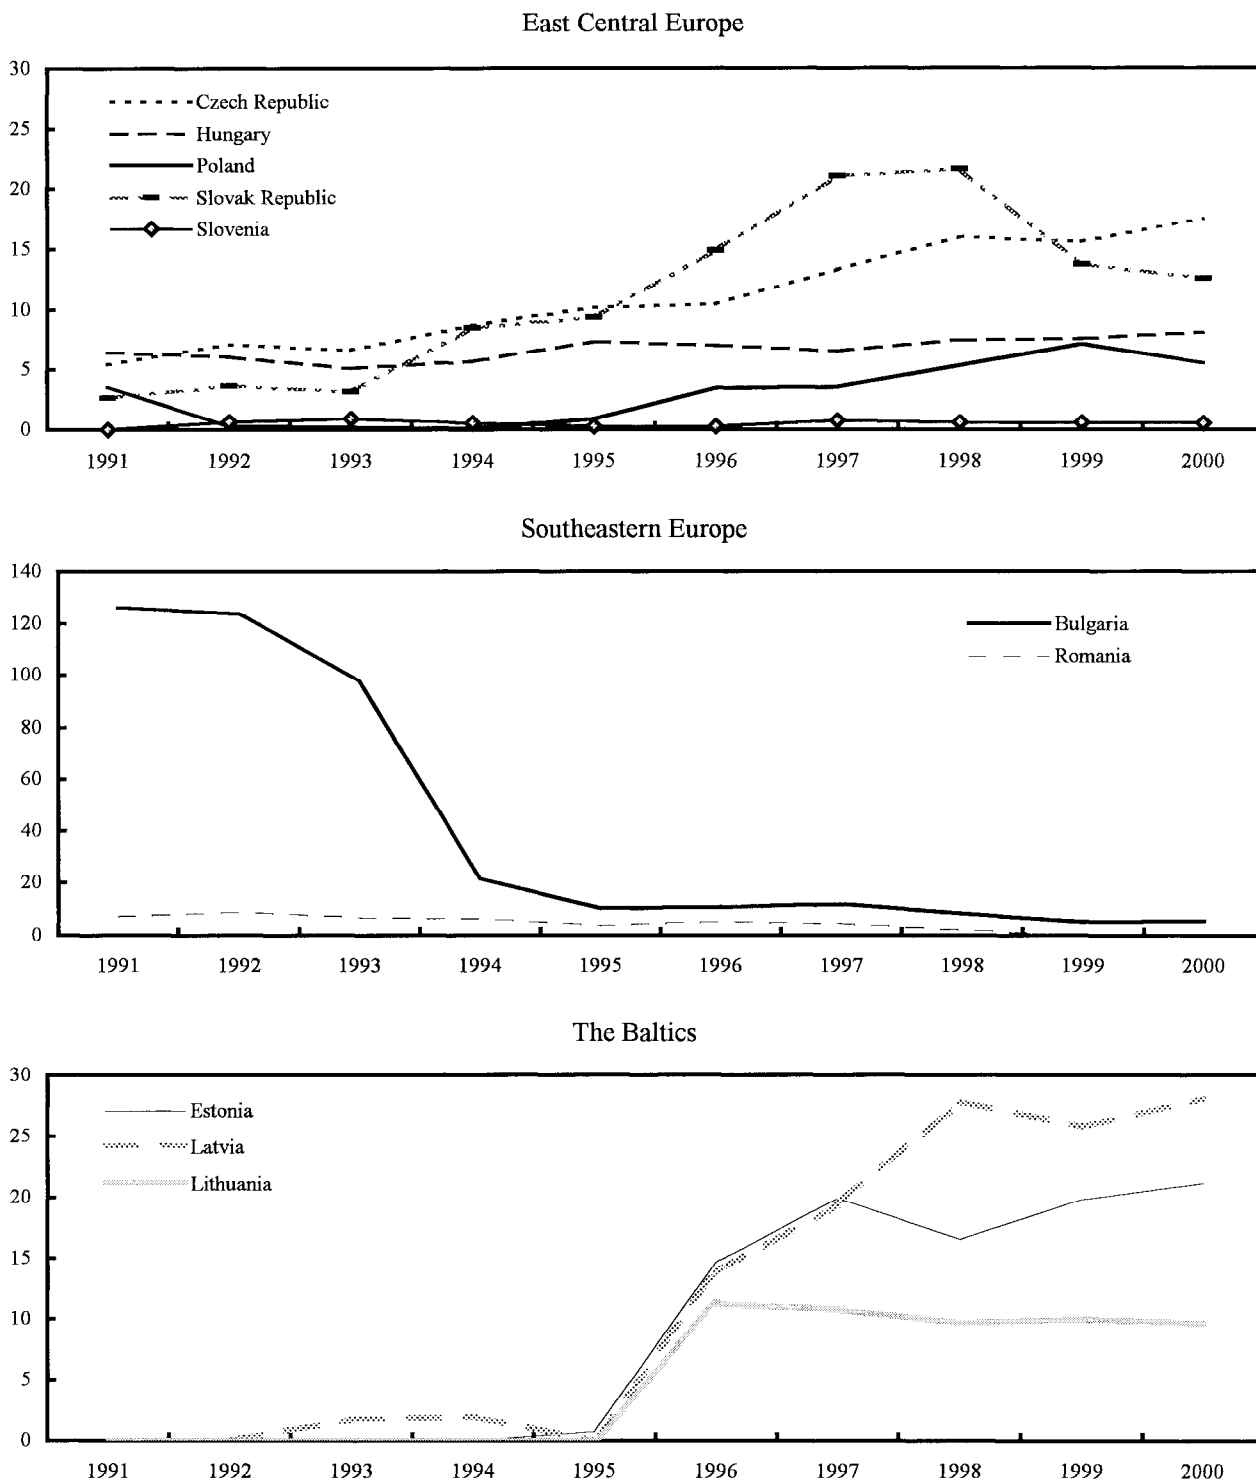 East Central Europe
30
25
20
15
10
5
0
Czech Republic
Hungary
Poland
Slovak Republic
Slovenia
1991 1992 1993 1994 1995 1996 1997 1998 1999 2000
Southeastern Europe
140
120
100
80
60
40
20
0
Bulgaria
Romania
1991 1992 1993 1994 1995 1996 1997 1998 1999 2000
The Baltics
30
25
20
15
10
5
0
Estonia
Latvia
Lithuania
1991 1992 1993 1994 1995 1996 1997 1998 1999 2000